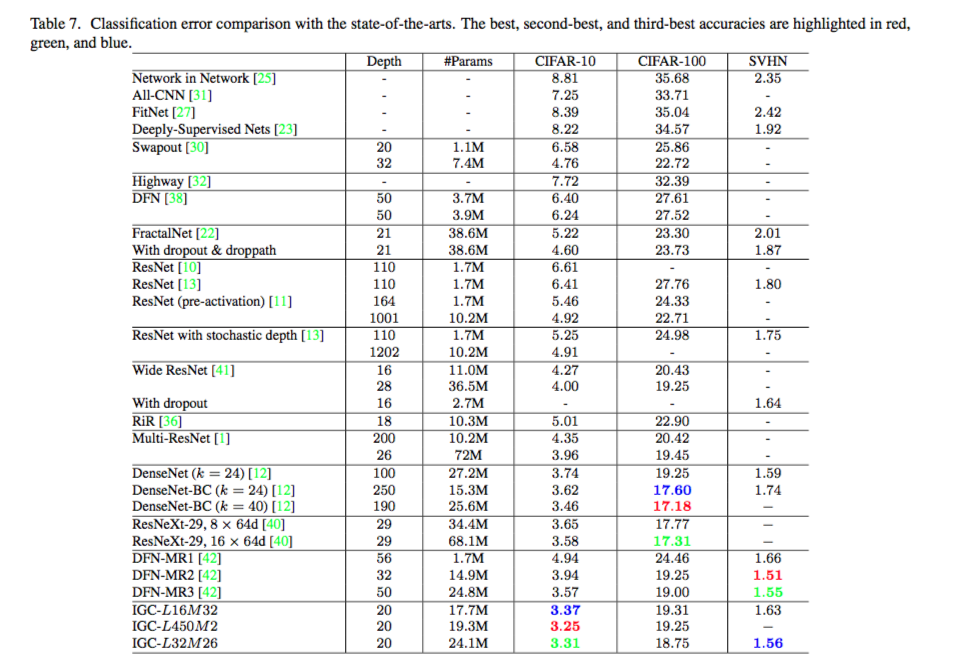 Table 7. Classification error comparison with the state-of-the-arts. The best, second-best, and third-best accuracies are highlighted in red,
green, and blue.
Depth #Params CIFAR-10 CIFAR-100 SVHN
Network in Network [25] - - 8.81 35.68 2.35
All-CNN [31] - - 7.25 33.71 -
FitNet [27] - - 8.39 35.04 2.42
Deeply-Supervised Nets [23] - - 8.22 34.57 1.92
Swapout [30] 20 1.1M 6.58 25.86 -
32 7.4M 4.76 22.72 -
Highway [32] - - 7.72 32.39 -
DFN [38] 50 3.7M 6.40 27.61 -
50 3.9M 6.24 27.52 -
FractalNet [22] 21 38.6M 5.22 23.30 2.01
With dropout & droppath 21 38.6M 4.60 23.73 1.87
ResNet [10] 110 1.7M 6.61 - -
ResNet [13] 110 1.7M 6.41 27.76 1.80
ResNet (pre-activation) [11] 164 1.7M 5.46 24.33 -
1001 10.2M 4.92 22.71 -
ResNet with stochastic depth [13] 110 1.7M 5.25 24.98 1.75
1202 10.2M 4.91 - -
Wide ResNet [41] 16 11.0M 4.27 20.43 -
28 36.5M 4.00 19.25 -
With dropout 16 2.7M - - 1.64
RiR [36] 18 10.3M 5.01 22.90 -
Multi-ResNet [1] 200 10.2M 4.35 20.42 -
26 72M 3.96 19.45 -
DenseNet (k = 24) [12] 100 27.2M 3.74 19.25 1.59
DenseNet-BC (k = 24) [12] 250 15.3M 3.62 17.60 1.74
DenseNet-BC (k = 40) [12] 190 25.6M 3.46 17.18 –
ResNeXt-29, 8 × 64d [40] 29 34.4M 3.65 17.77 –
ResNeXt-29, 16 × 64d [40] 29 68.1M 3.58 17.31 –
DFN-MR1 [42] 56 1.7M 4.94 24.46 1.66
DFN-MR2 [42] 32 14.9M 3.94 19.25 1.51
DFN-MR3 [42] 50 24.8M 3.57 19.00 1.55
IGC-L16M32 20 17.7M 3.37 19.31 1.63
IGC-L450M2 20 19.3M 3.25 19.25 –
IGC-L32M26 20 24.1M 3.31 18.75 1.56